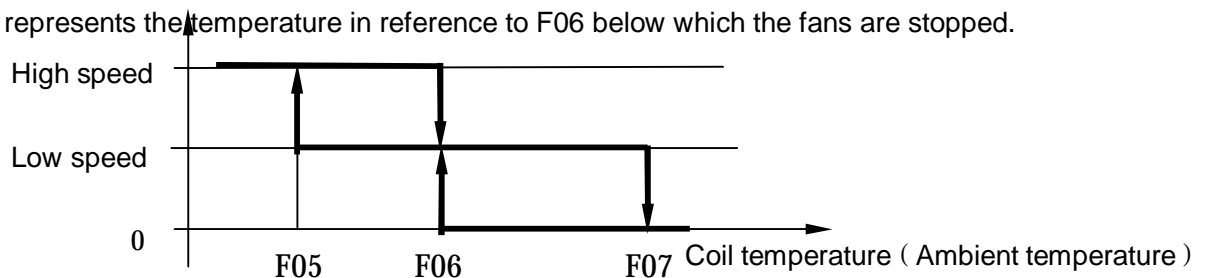 represents the temperature in reference to F06 below which the fans are stopped.
High speed
Low speed
0
F05 F06 F07 Coil temperature（Ambient temperature）